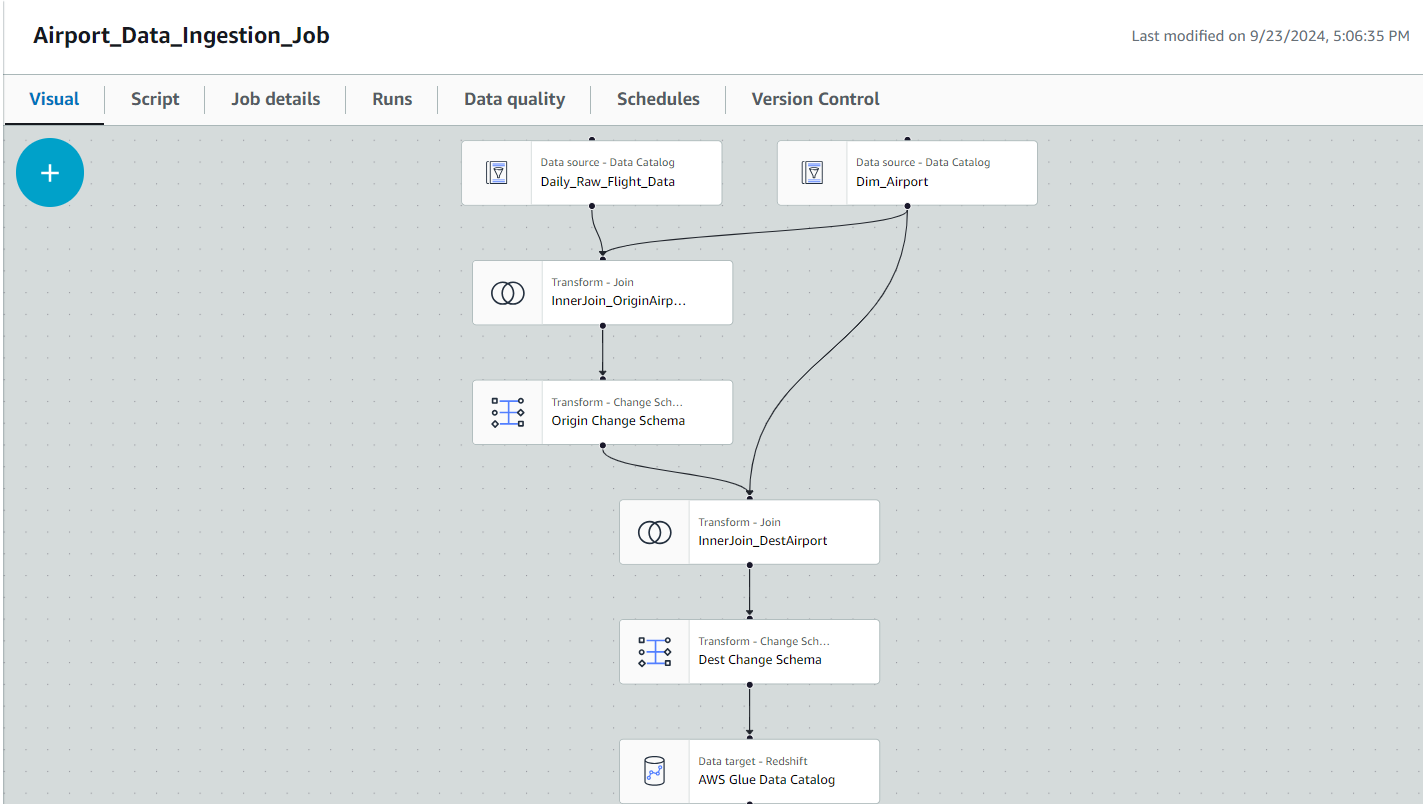 Airport_Data_Ingestion_Job
Last modified on 9/23/2024, 5:06:35 PM
Visual
Script
Job details
Runs
Data quality
Schedules
Version Control
+
Data source - Data Catalog
Daily_Raw_Flight_Data
Data source - Data Catalog
Dim_Airport
Transform - Join
InnerJoin_OriginAirp...
Transform - Change Sch...
Origin Change Schema
Transform - Join
InnerJoin_DestAirport
Transform - Change Sch...
Dest Change Schema
Data target - Redshift
AWS Glue Data Catalog